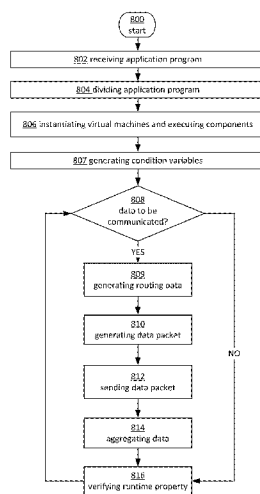 800
start
802 receiving application program
804 dividing application program
806 instantiating virtual machines and executing components
807 generating condition variables
808
data to be
communicated?
YES
809
generating routing data
810
generating data packet
NO
812
sending data packet
814
aggregating data
816
verifying runtime property